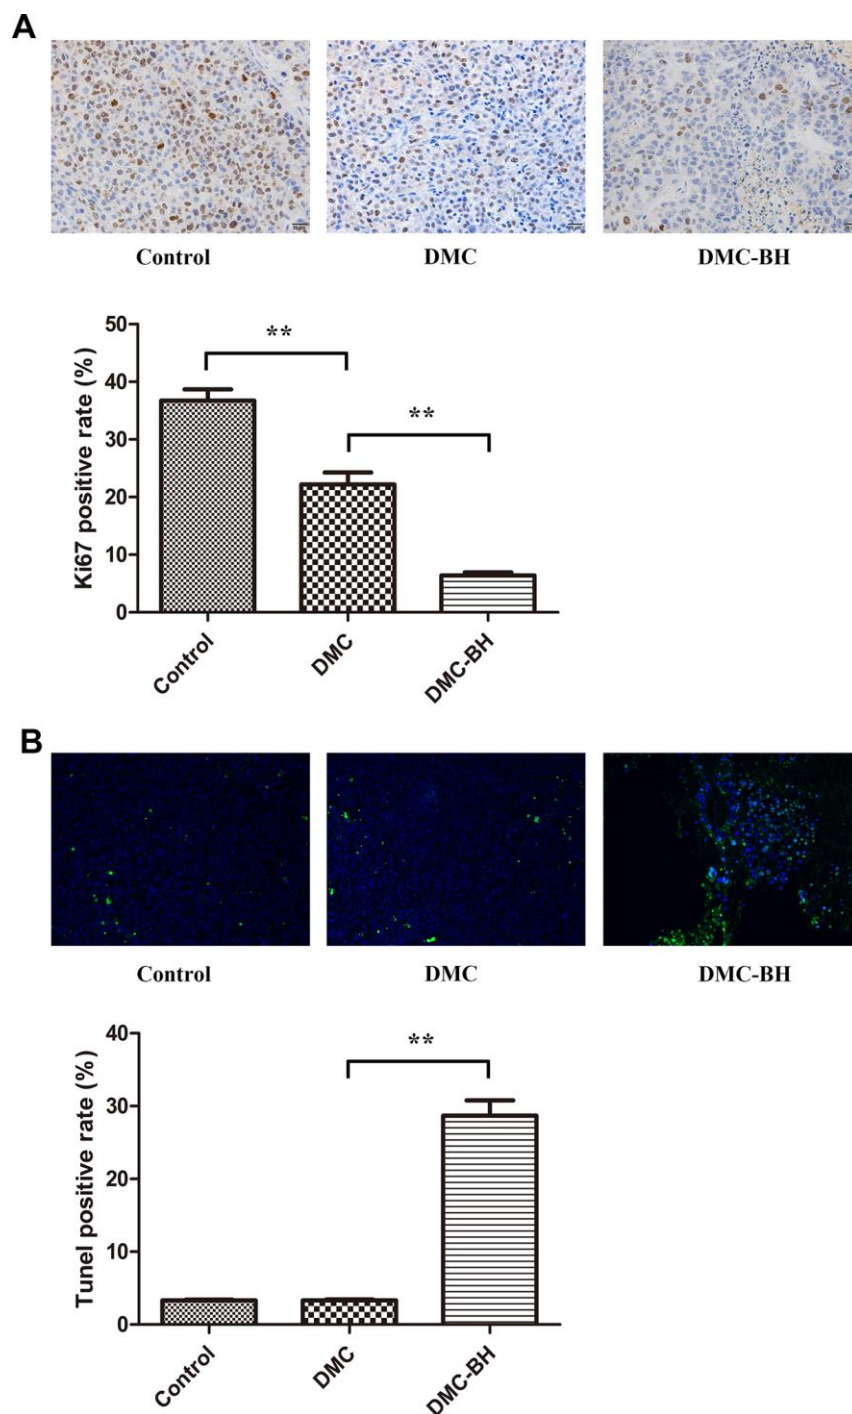 A
Control DMC DMC-BH
50
40
30
20
10
0
Ki67 positive rate (%)
**
**
Control
DMC
DMC-BH
B
Control DMC DMC-BH
40
30
20
10
0
Tunel positive rate (%)
**
Control
DMC
DMC-BH